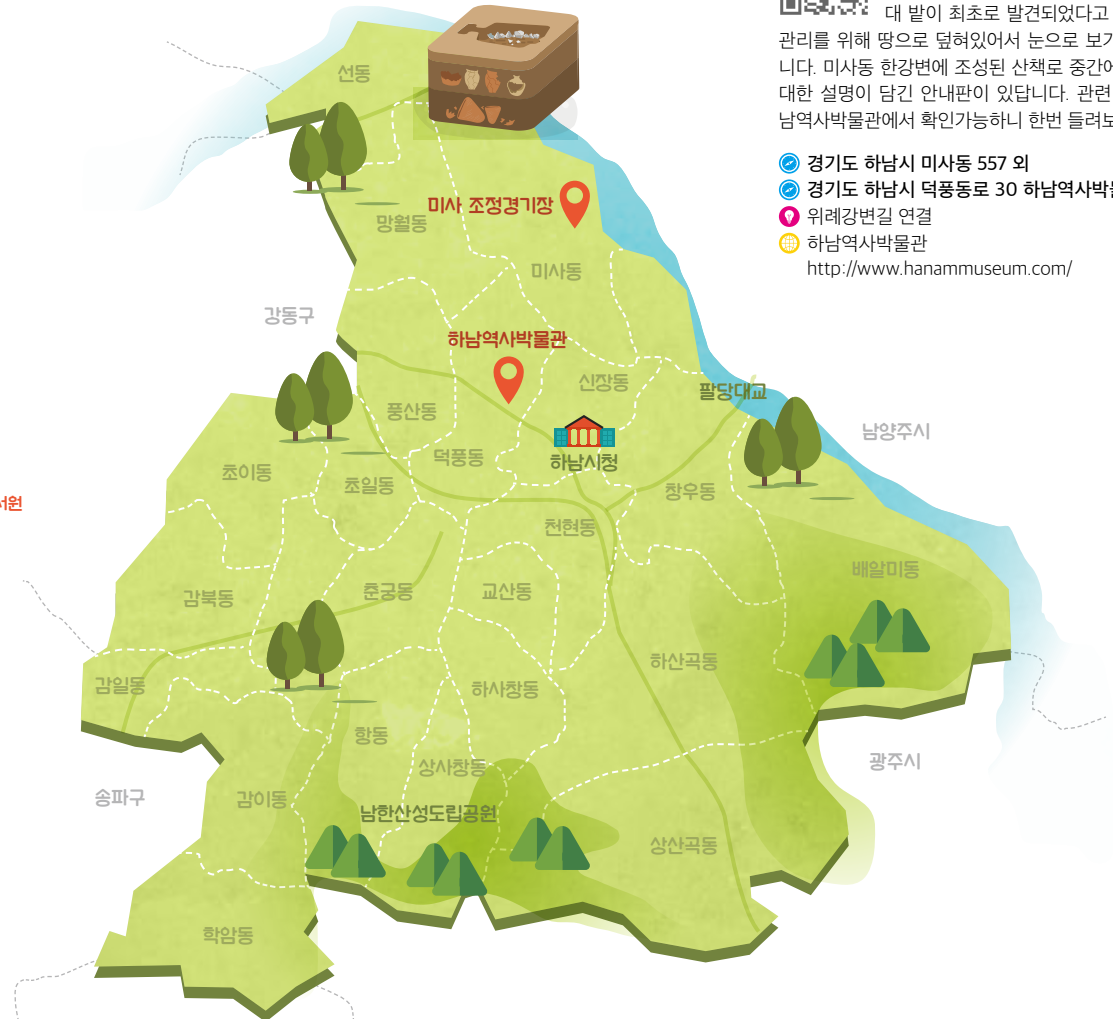 대 밭이 최초로 발견되었다고
관리를 위해 땅으로 덮혀있어서 눈으로 보기
니다. 미사동 한강변에 조성된 산책로 중간에
대한 설명이 담긴 안내판이 있답니다. 관련
남역사박물관에서 확인가능하니 한번 들려보
경기도 하남시 미사동 557 외
경기도 하남시 덕풍동로 30 하남역사박물
위례강변길 연결
하남역사박물관
http://www.hanammuseum.com/
선동
미사 조정경기장
망월동
미사동
강동구
하남역사박물관
신장동
팔당대교
풍산동
남양주시
덕풍동
하남시청
초이동
초일동
창우동
서원
천현동
배알미동
감북동
춘궁동
교산동
하산곡동
감일동
하사창동
항동
상사창동
광주시
송파구
감이동
남한산성도립공원
상산곡동
학암동